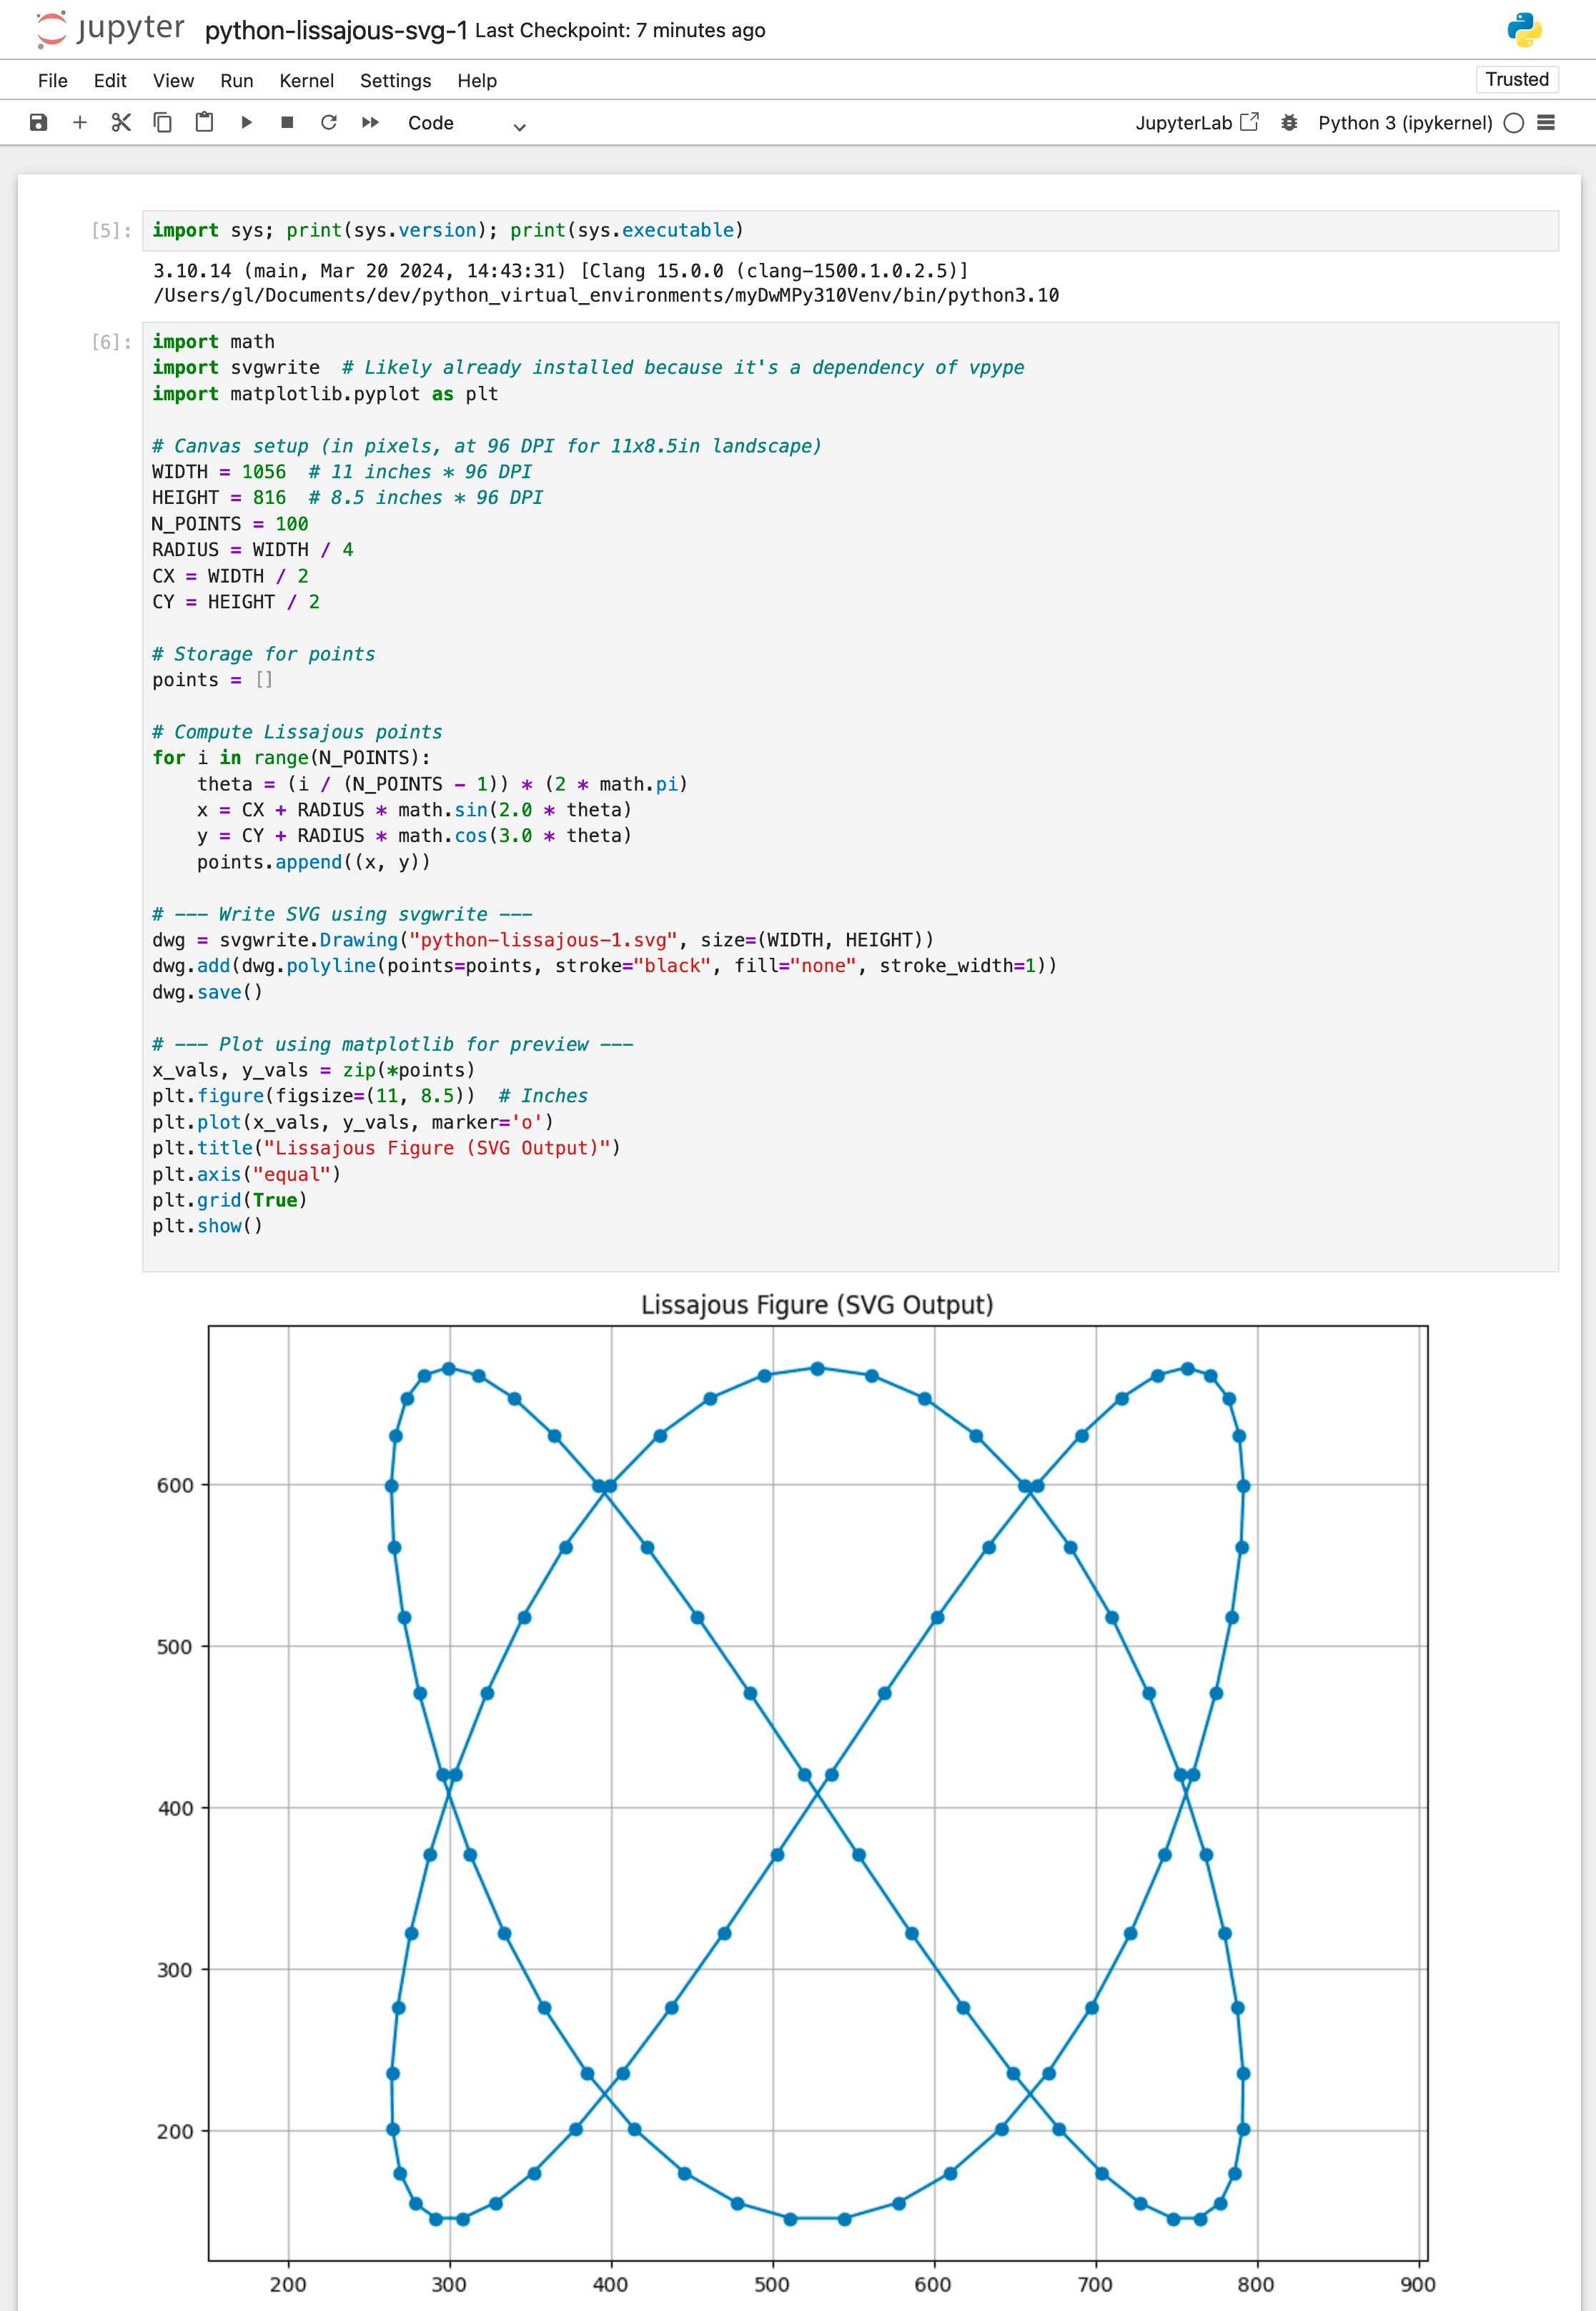 jupyter python-lissajous-svg-1 Last Checkpoint: 7 minutes ago
File Edit View Run Kernel Settings Help Trusted
Code JupyterLab Python 3 (ipykernel)
[5]: import sys; print(sys.version); print(sys.executable)
3.10.14 (main, Mar 20 2024, 14:43:31) [Clang 15.0.0 (clang-1500.1.0.2.5)]
/Users/gl/Documents/dev/python_virtual_environments/myDwMPy310Venv/bin/python3.10
[6]: import math
import svgwrite  # Likely already installed because it's a dependency of vpype
import matplotlib.pyplot as plt
# Canvas setup (in pixels, at 96 DPI for 11x8.5in landscape)
WIDTH = 1056  # 11 inches * 96 DPI
HEIGHT = 816  # 8.5 inches * 96 DPI
N_POINTS = 100
RADIUS = WIDTH / 4
CX = WIDTH / 2
CY = HEIGHT / 2
# Storage for points
points = []
# Compute Lissajous points
for i in range(N_POINTS):
    theta = (i / (N_POINTS - 1)) * (2 * math.pi)
    x = CX + RADIUS * math.sin(2.0 * theta)
    y = CY + RADIUS * math.cos(3.0 * theta)
    points.append((x, y))
# --- Write SVG using svgwrite ---
dwg = svgwrite.Drawing("python-lissajous-1.svg", size=(WIDTH, HEIGHT))
dwg.add(dwg.polyline(points=points, stroke="black", fill="none", stroke_width=1))
dwg.save()
# --- Plot using matplotlib for preview ---
x_vals, y_vals = zip(*points)
plt.figure(figsize=(11, 8.5))  # Inches
plt.plot(x_vals, y_vals, marker='o')
plt.title("Lissajous Figure (SVG Output)")
plt.axis("equal")
plt.grid(True)
plt.show()
Lissajous Figure (SVG Output)
600
500
400
300
200
200 300 400 500 600 700 800 900